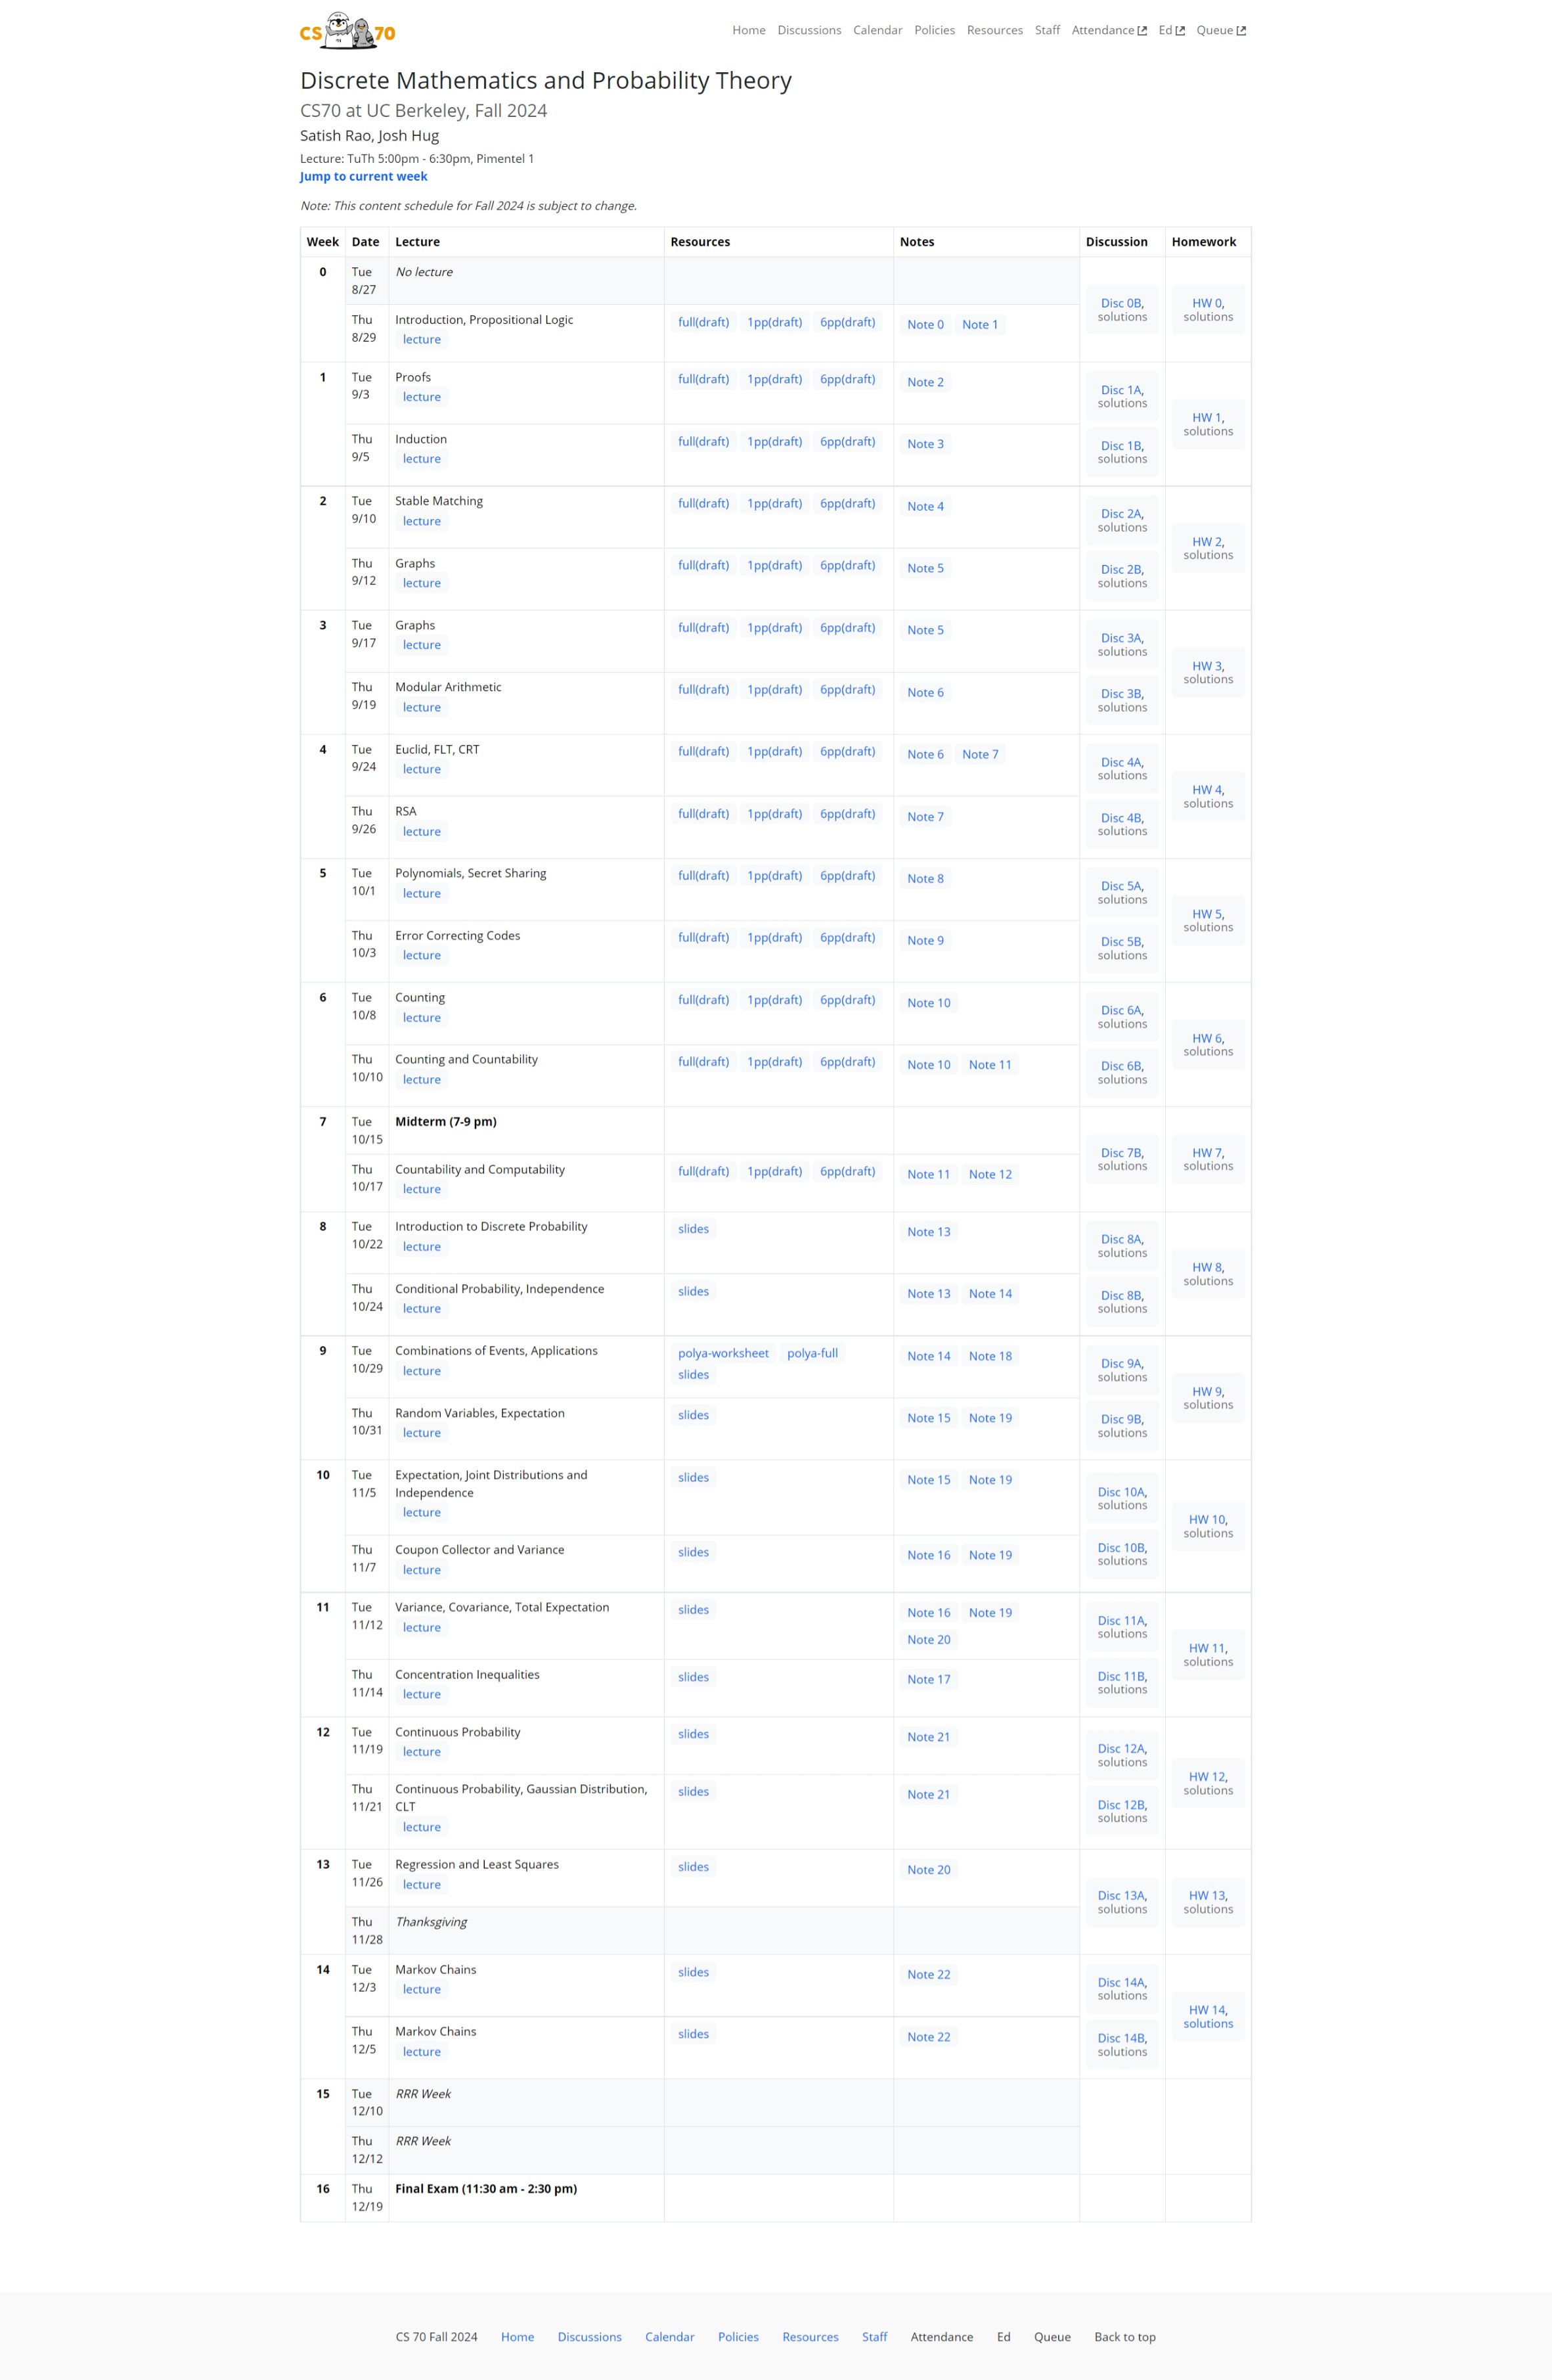 CS 70
Home Discussions Calendar Policies Resources Staff Attendance Ed Queue
Discrete Mathematics and Probability Theory
CS70 at UC Berkeley, Fall 2024
Satish Rao, Josh Hug
Lecture: TuTh 5:00pm - 6:30pm, Pimentel 1
Jump to current week
Note: This content schedule for Fall 2024 is subject to change.
Week Date Lecture Resources Notes Discussion Homework
0 Tue 8/27 No lecture
Disc 0B, solutions HW 0, solutions
Thu 8/29 Introduction, Propositional Logic lecture full(draft) 1pp(draft) 6pp(draft) Note 0 Note 1
1 Tue 9/3 Proofs lecture full(draft) 1pp(draft) 6pp(draft) Note 2
Disc 1A, solutions Disc 1B, solutions HW 1, solutions
Thu 9/5 Induction lecture full(draft) 1pp(draft) 6pp(draft) Note 3
2 Tue 9/10 Stable Matching lecture full(draft) 1pp(draft) 6pp(draft) Note 4
Disc 2A, solutions Disc 2B, solutions HW 2, solutions
Thu 9/12 Graphs lecture full(draft) 1pp(draft) 6pp(draft) Note 5
3 Tue 9/17 Graphs lecture full(draft) 1pp(draft) 6pp(draft) Note 5
Disc 3A, solutions Disc 3B, solutions HW 3, solutions
Thu 9/19 Modular Arithmetic lecture full(draft) 1pp(draft) 6pp(draft) Note 6
4 Tue 9/24 Euclid, FLT, CRT lecture full(draft) 1pp(draft) 6pp(draft) Note 6 Note 7
Disc 4A, solutions Disc 4B, solutions HW 4, solutions
Thu 9/26 RSA lecture full(draft) 1pp(draft) 6pp(draft) Note 7
5 Tue 10/1 Polynomials, Secret Sharing lecture full(draft) 1pp(draft) 6pp(draft) Note 8
Disc 5A, solutions Disc 5B, solutions HW 5, solutions
Thu 10/3 Error Correcting Codes lecture full(draft) 1pp(draft) 6pp(draft) Note 9
6 Tue 10/8 Counting lecture full(draft) 1pp(draft) 6pp(draft) Note 10
Disc 6A, solutions Disc 6B, solutions HW 6, solutions
Thu 10/10 Counting and Countability lecture full(draft) 1pp(draft) 6pp(draft) Note 10 Note 11
7 Tue 10/15 Midterm (7-9 pm)
Disc 7B, solutions HW 7, solutions
Thu 10/17 Countability and Computability lecture full(draft) 1pp(draft) 6pp(draft) Note 11 Note 12
8 Tue 10/22 Introduction to Discrete Probability lecture slides Note 13
Disc 8A, solutions Disc 8B, solutions HW 8, solutions
Thu 10/24 Conditional Probability, Independence lecture slides Note 13 Note 14
9 Tue 10/29 Combinations of Events, Applications lecture polya-worksheet polya-full slides Note 14 Note 18
Disc 9A, solutions Disc 9B, solutions HW 9, solutions
Thu 10/31 Random Variables, Expectation lecture slides Note 15 Note 19
10 Tue 11/5 Expectation, Joint Distributions and Independence lecture slides Note 15 Note 19
Disc 10A, solutions Disc 10B, solutions HW 10, solutions
Thu 11/7 Coupon Collector and Variance lecture slides Note 16 Note 19
11 Tue 11/12 Variance, Covariance, Total Expectation lecture slides Note 16 Note 19 Note 20
Disc 11A, solutions Disc 11B, solutions HW 11, solutions
Thu 11/14 Concentration Inequalities lecture slides Note 17
12 Tue 11/19 Continuous Probability lecture slides Note 21
Disc 12A, solutions Disc 12B, solutions HW 12, solutions
Thu 11/21 Continuous Probability, Gaussian Distribution, CLT lecture slides Note 21
13 Tue 11/26 Regression and Least Squares lecture slides Note 20
Disc 13A, solutions HW 13, solutions
Thu 11/28 Thanksgiving
14 Tue 12/3 Markov Chains lecture slides Note 22
Disc 14A, solutions Disc 14B, solutions HW 14, solutions
Thu 12/5 Markov Chains lecture slides Note 22
15 Tue 12/10 RRR Week
Thu 12/12 RRR Week
16 Thu 12/19 Final Exam (11:30 am - 2:30 pm)
CS 70 Fall 2024 Home Discussions Calendar Policies Resources Staff Attendance Ed Queue Back to top